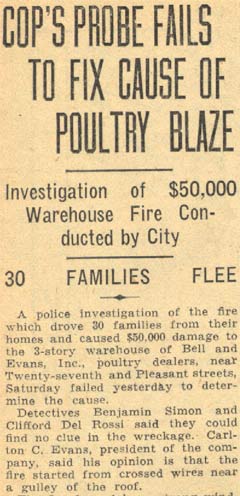 COP'S PROBE FAILS
TO FIX CAUSE OF
POULTRY BLAZE
Investigation of $50,000
Warehouse Fire Con-
ducted by City
30 FAMILIES FLEE
A police investigation of the fire
which drove 30 families from their
homes and caused $50.000 damage to
the 3-story warehouse of Bell and
Evans, Inc., poultry dealers, near
Twenty-seventh and Pleasant streets,
Saturday failed yesterday to deter-
mine the cause.
Detectives Benjamin Simon and
Clifford Del Rossi said they could
find no clue in the wreckage. Carl-
ton C. Evans, president of the com-
pany, said his opinion is that the
fire started from crossed wires near
a gulley of the roof.